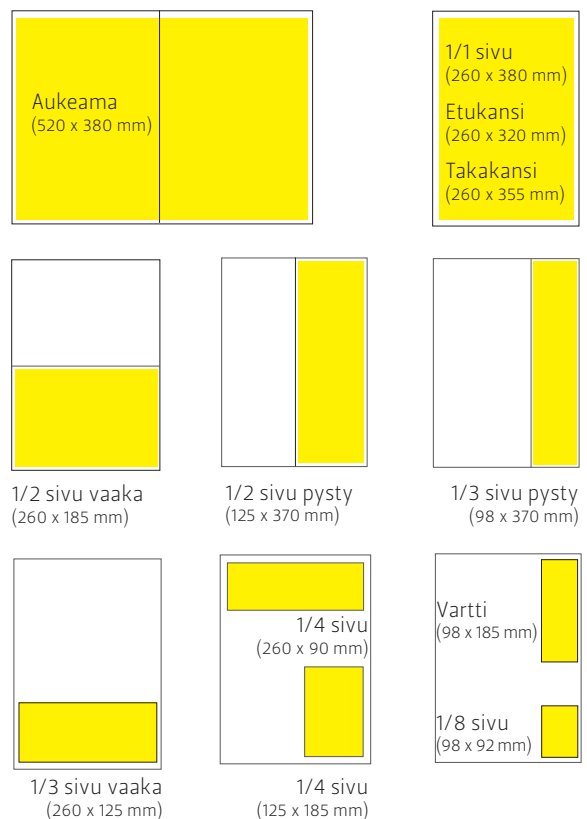 Aukeama
(520 x 380 mm)
1/1 sivu
(260 x 380 mm)
Etukansi
(260 x 320 mm)
Takakansi
(260 x 355 mm)
1/2 sivu vaaka
(260 x 185 mm)
1/2 sivu pysty
(125 x 370 mm)
1/3 sivu pysty
(98 x 370 mm)
1/3 sivu vaaka
(260 x 125 mm)
1/4 sivu
(260 x 90 mm)
1/4 sivu
(125 x 185 mm)
Vartti
(98 x 185 mm)
1/8 sivu
(98 x 92 mm)